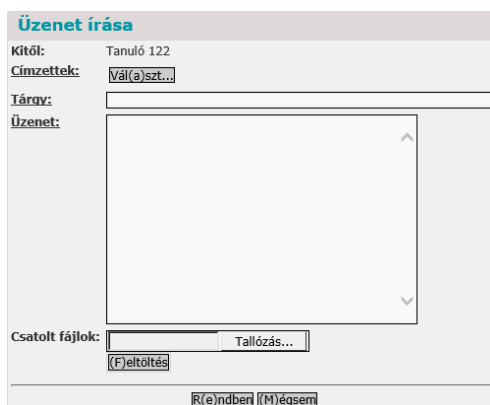 Üzenet írása
Kitől: Tanuló 122
Címzettek: Vál(a)szt...
Tárgy:
Üzenet:
Csatolt fájlok: Tallózás...
(F)eltöltés
R(e)ndben (M)égsem